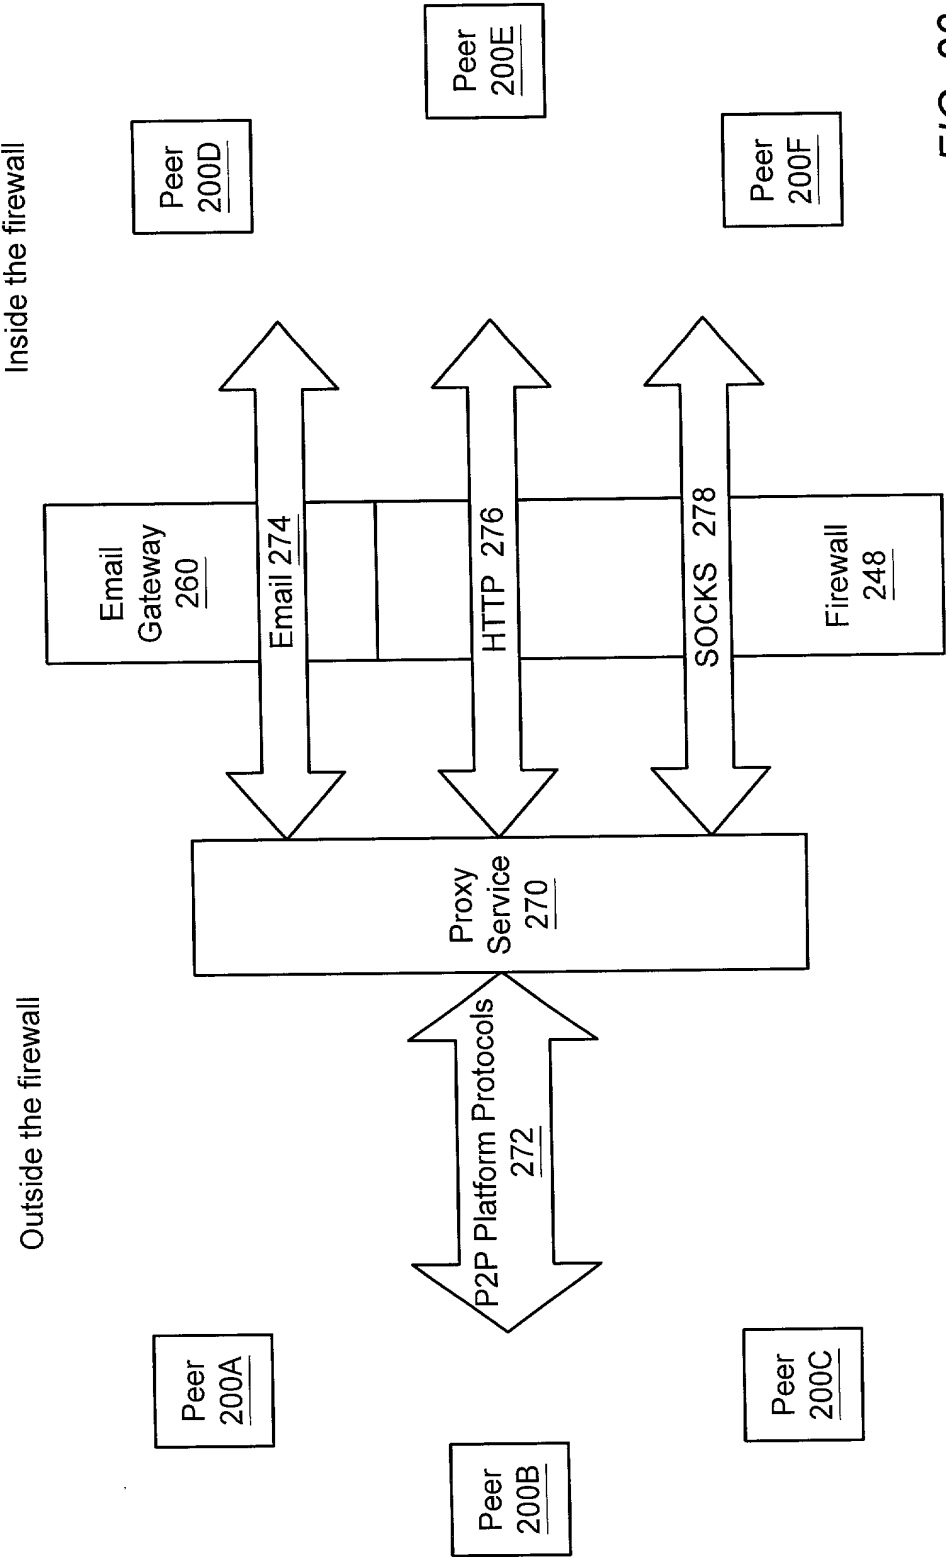 Outside the firewall
Inside the firewall
Peer
200A
Peer
200B
Peer
200C
P2P Platform Protocols
272
Proxy
Service
270
Email
Gateway
260
Email 274
HTTP 276
SOCKS 278
Firewall
248
Peer
200D
Peer
200E
Peer
200F
FIG.